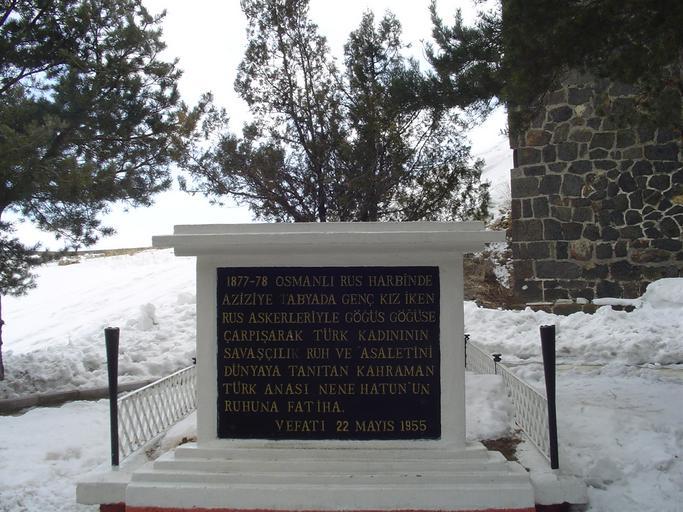 1877-78 OSMANLI RUS HARBİNDE
AZİZİYE TABYADA GENÇ KIZ İKEN
RUS ASKERLERİYLE GÖĞÜS GÖĞÜSE
ÇARPIŞARAK TÜRK KADINININ
SAVAŞÇILIK RUH VE ASALETİNİ
DÜNYAYA TANITAN KAHRAMAN
TÜRK ANASI NENE HATUN'UN
RUHUNA FATİHA.
VEFATI 22 MAYIS 1955